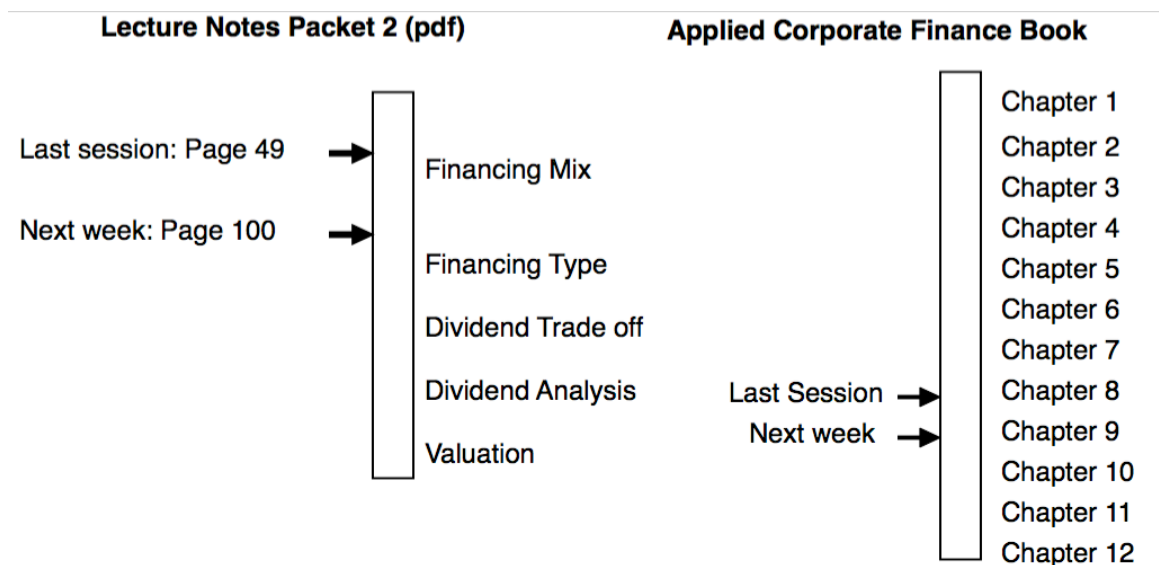 Lecture Notes Packet 2 (pdf)
Last session: Page 49
Next week: Page 100
Financing Mix
Financing Type
Dividend Trade off
Dividend Analysis
Valuation
Applied Corporate Finance Book
Chapter 1
Chapter 2
Chapter 3
Chapter 4
Chapter 5
Chapter 6
Chapter 7
Last Session
Chapter 8
Next week
Chapter 9
Chapter 10
Chapter 11
Chapter 12